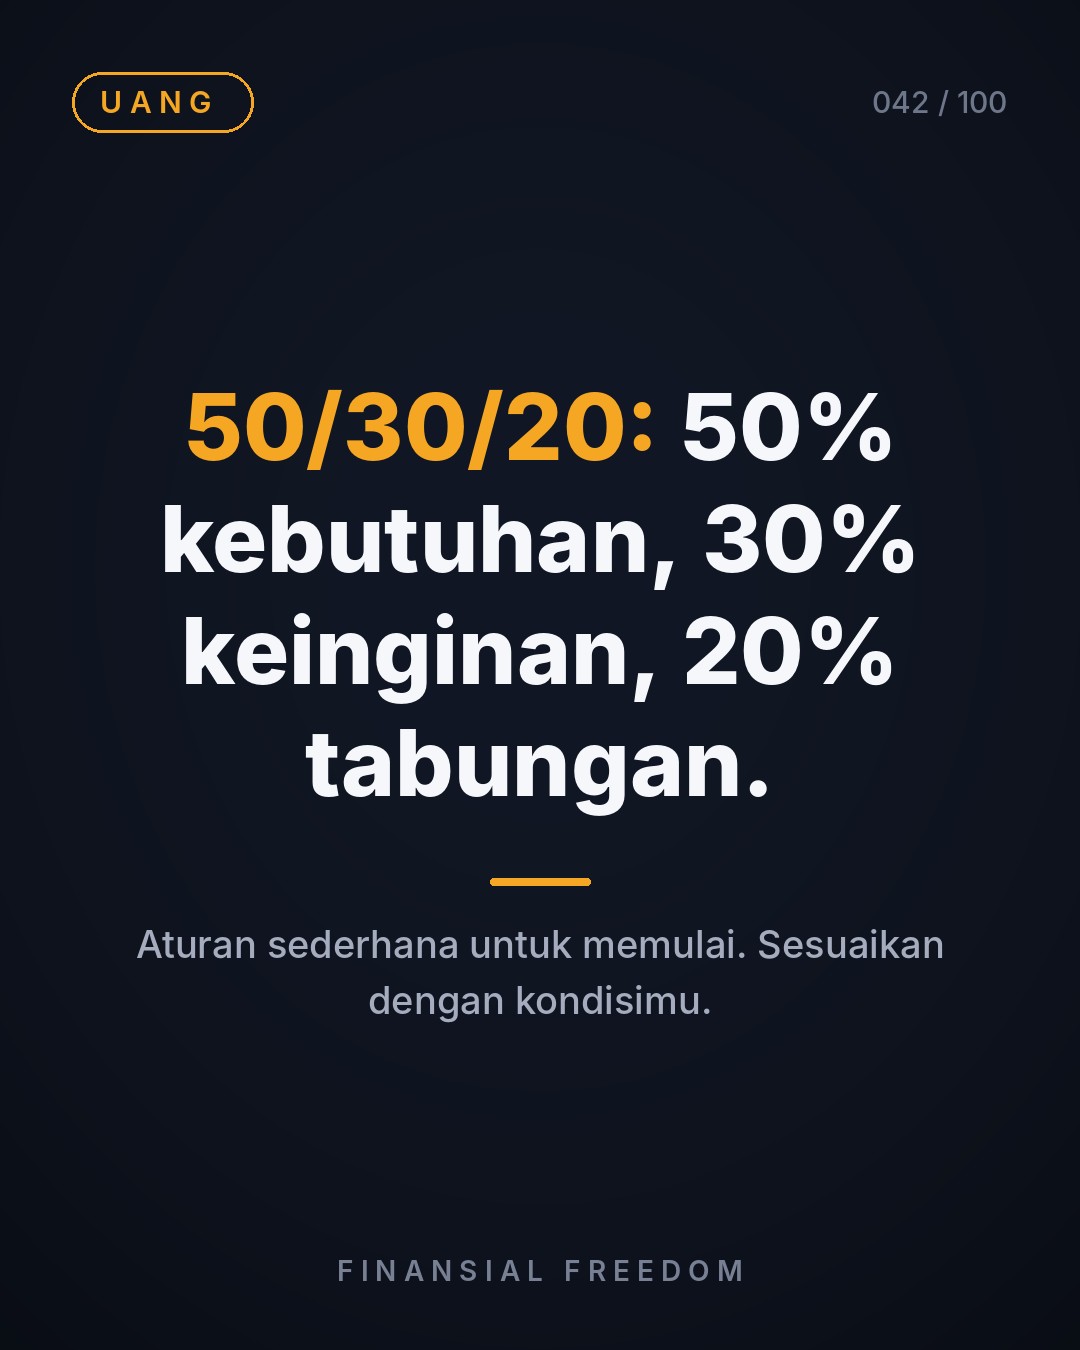 UANG
042 / 100
50/30/20: 50%
kebutuhan, 30%
keinginan, 20%
tabungan.
Aturan sederhana untuk memulai. Sesuaikan
dengan kondisimu.
FINANSIAL FREEDOM